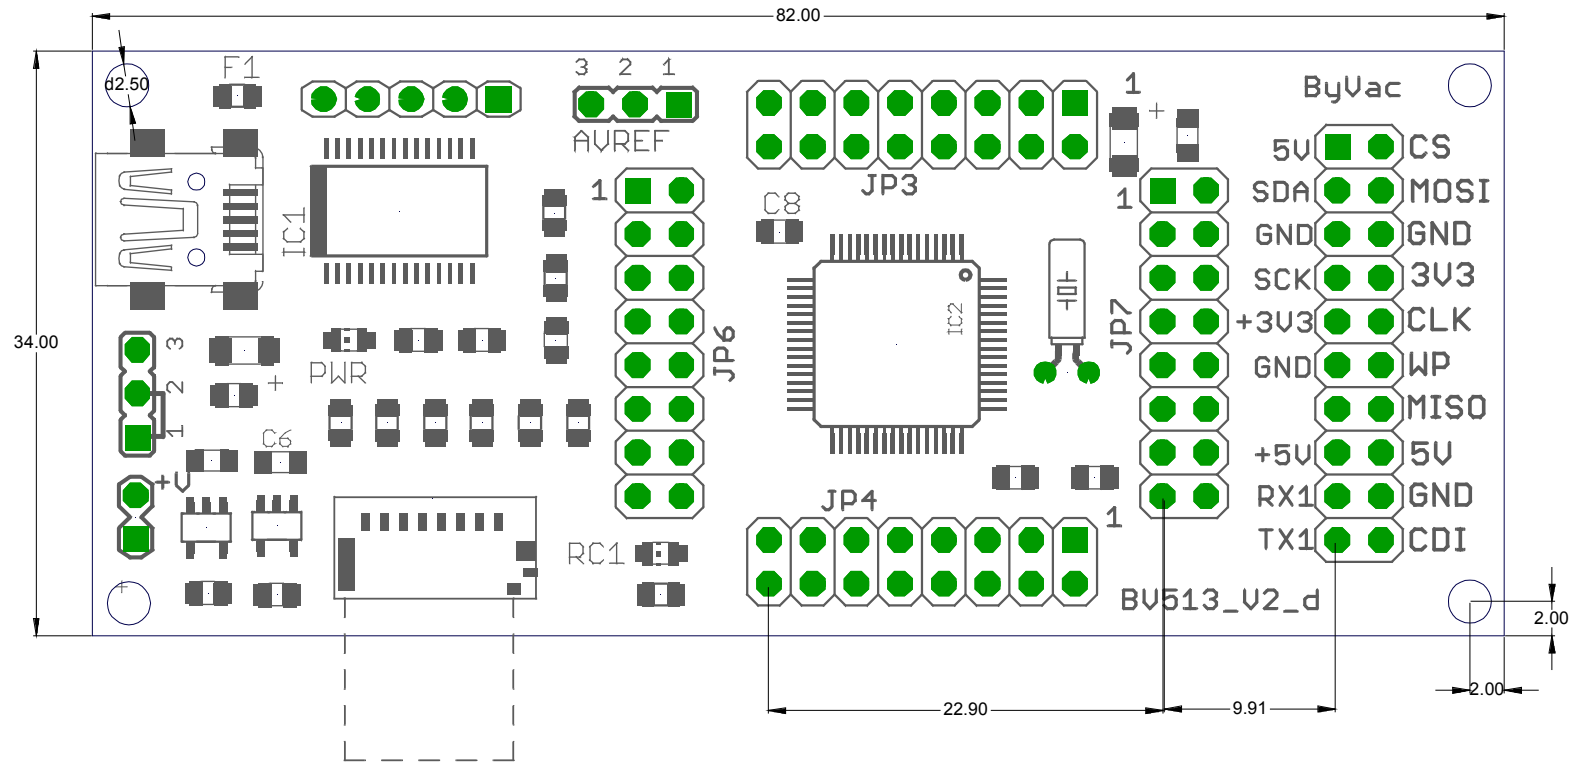 82.00
F1
3 2 1
1
ByVac
d2.50
+
AVREF
5V CS
JP3
1
1
SDA MOSI
C8
IC1
GND GND
SCK 3V3
IC2
+3V3 CLK
34.00
3
JP6
JP7
PWR
GND WP
2
+
MISO
1
C6
+5V 5V
+V
JP4
RX1 GND
1
RC1
TX1 CDI
+
BV513_V2_d
2.00
2.00
22.90
9.91